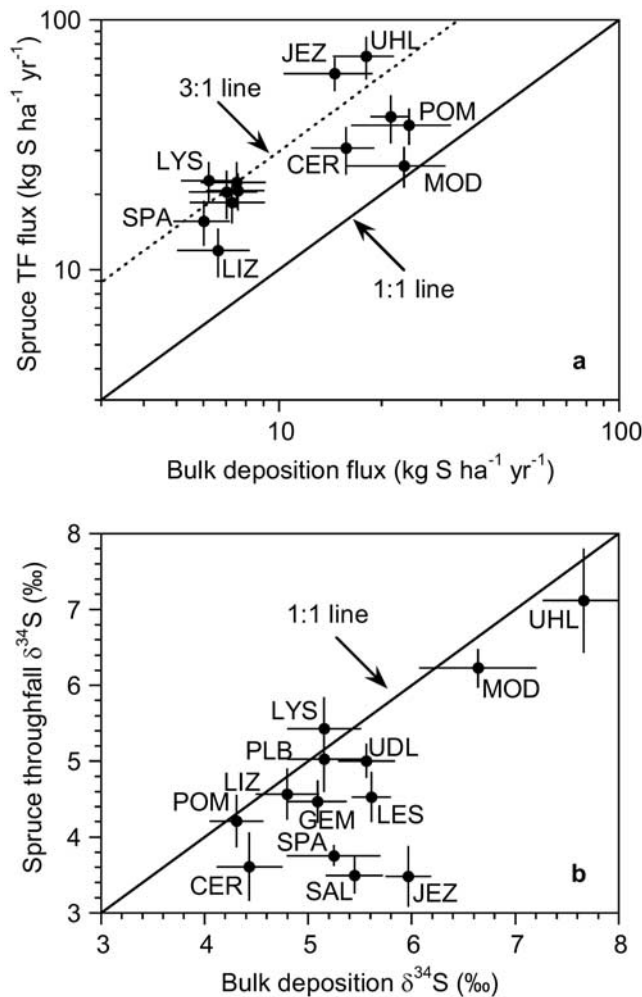 100
JEZ
UHL
3:1 line
POM
LYS
CER
MOD
SPA
LIZ
10
1:1 line
a
10
100
Spruce TF flux (kg S ha⁻¹ yr⁻¹)
Bulk deposition flux (kg S ha⁻¹ yr⁻¹)
8
7
UHL
1:1 line
6
MOD
LYS
PLB
UDL
5
LIZ
POM
GEM
LES
4
SPA
CER
SAL
JEZ
b
3
3
4
5
6
7
8
Spruce throughfall δ³⁴S (‰)
Bulk deposition δ³⁴S (‰)